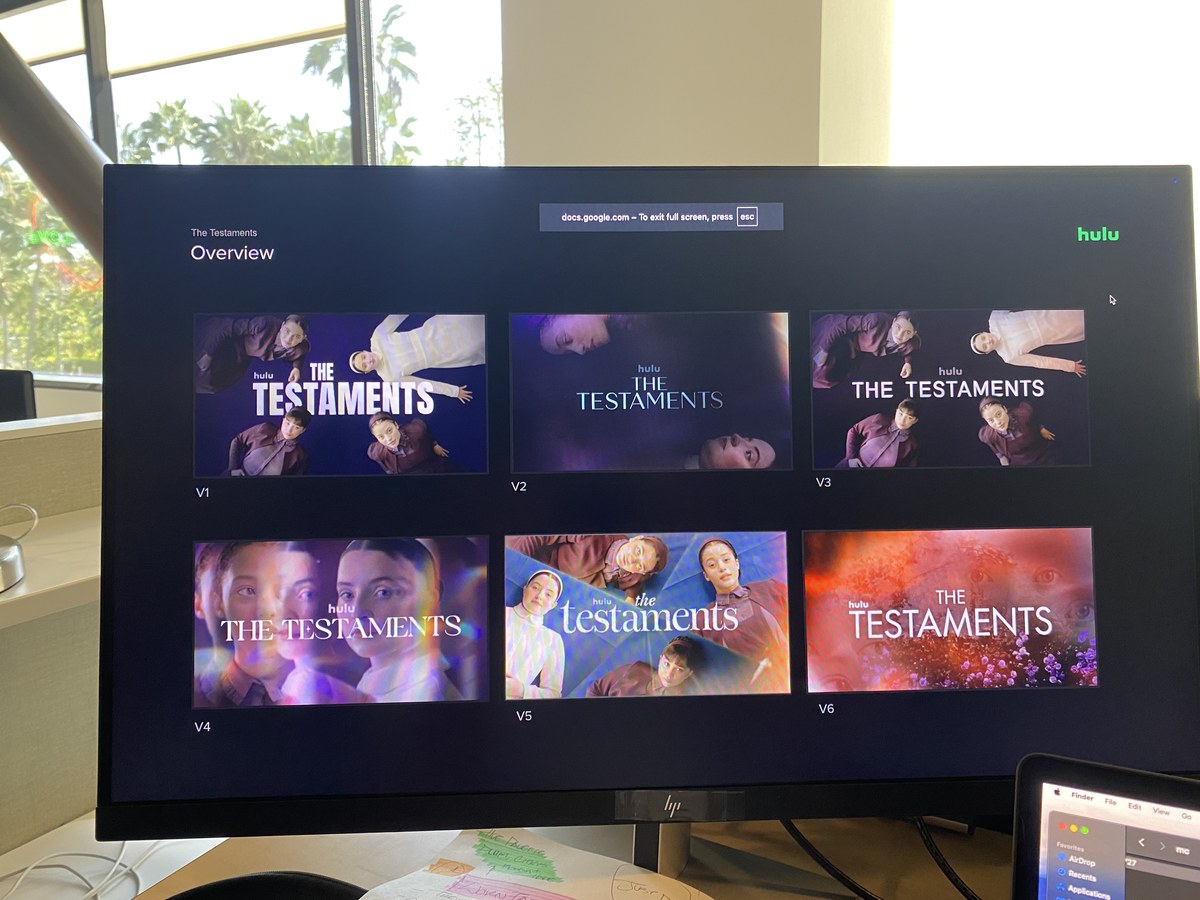 docs.google.com – To exit full screen, press esc
The Testaments
Overview
hulu
hulu
THE
TESTAMENTS
V1
hulu
THE
TESTAMENTS
V2
hulu
THE TESTAMENTS
V3
hulu
THE TESTAMENTS
V4
hulu the
testaments
V5
hulu THE
TESTAMENTS
V6
hp
Finder File Edit View Go
Favorites
AirDrop
Recents
Applications
mc
'27